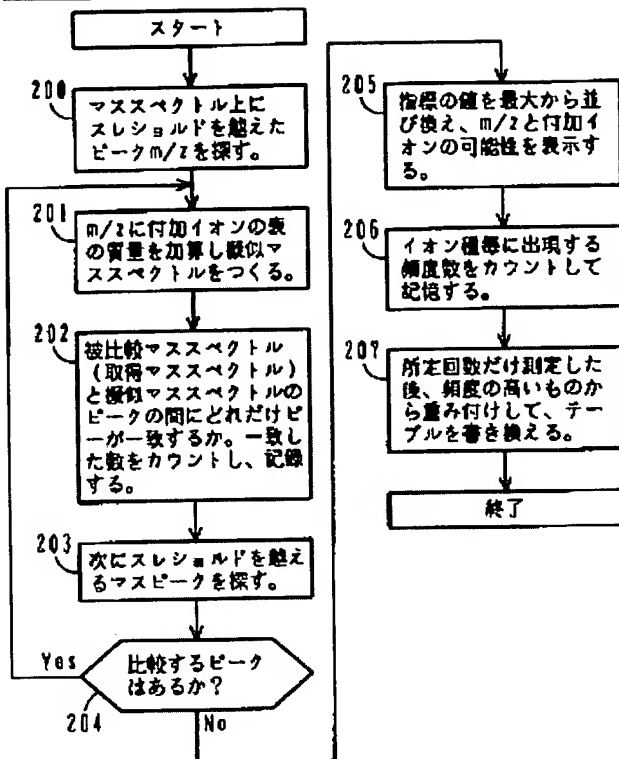 スタート
200
マススペクトル上に
スレショルドを越えた
ピークm/zを探す。
201
m/zに付加イオンの表
の質量を加算し擬似マ
ススペクトルをつくる。
202
被比較マススペクトル
(取得マススペクトル)
と擬似マススペクトルの
ピークの間にどれだけピ
ーが一致するか。一致し
た数をカウントし、記録
する。
203
次にスレショルドを越え
るマスピークを探す。
Yes
比較するピーク
はあるか?
204
No
205
指標の値を最大から並
び換え、m/zと付加イ
オンの可能性を表示す
る。
206
イオン種毎に出現する
頻度数をカウントして
記憶する。
207
所定回数だけ測定した
後、頻度の高いものか
ら重み付けして、テー
ブルを書き換える。
終了